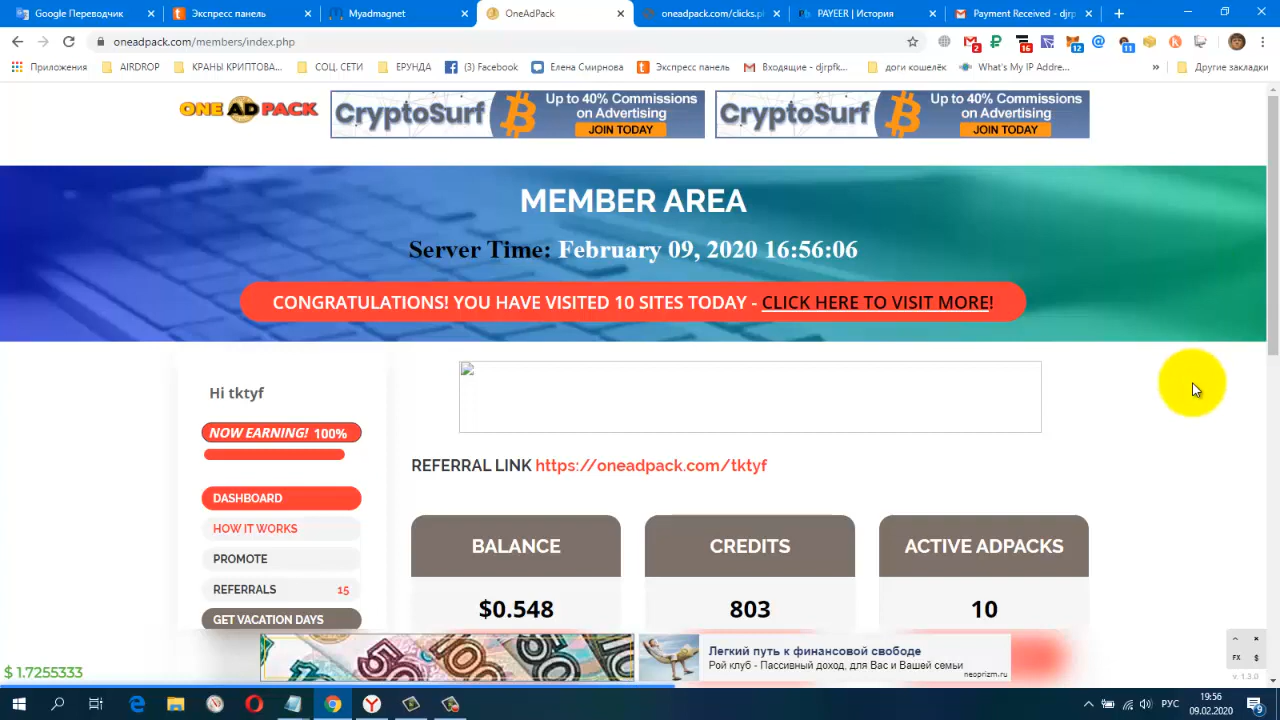 Google Переводчик
Экспресс панель
Myadmagnet
OneAdPack
oneadpack.com/clicks.pl
PAYEER | История
Payment Received - djrp
oneadpack.com/members/index.php
Приложения
AIRDROP
КРАНЫ КРИПТОВА...
СОЦ. СЕТИ
ЕРУНДА
(3) Facebook
Елена Смирнова
Экспресс панель
Входящие - djrpfk...
доги кошелёк
What's My IP Addre...
Другие закладки
ONE AD PACK
CryptoSurf
Up to 40% Commissions
on Advertising
JOIN TODAY
CryptoSurf
Up to 40% Commissions
on Advertising
JOIN TODAY
MEMBER AREA
Server Time: February 09, 2020 16:56:06
CONGRATULATIONS! YOU HAVE VISITED 10 SITES TODAY - CLICK HERE TO VISIT MORE!
Hi tktyf
NOW EARNING! 100%
REFERRAL LINK https://oneadpack.com/tktyf
DASHBOARD
HOW IT WORKS
PROMOTE
REFERRALS 15
GET VACATION DAYS
BALANCE
$0.548
CREDITS
803
ACTIVE ADPACKS
10
Легкий путь к финансовой свободе
Рой клуб - Пассивный доход, для Вас и Вашей семьи
neoprizm.ru
FX $
v. 1.3.0
$ 1.7255333
РУС
19:56
09.02.2020